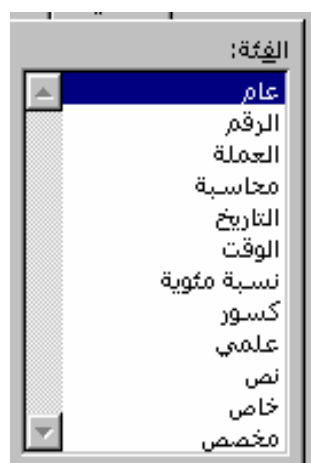 الفئة:
عام
الرقم
العملة
محاسبة
التاريخ
الوقت
نسبة مئوية
كسور
علمي
نص
خاص
مخصص